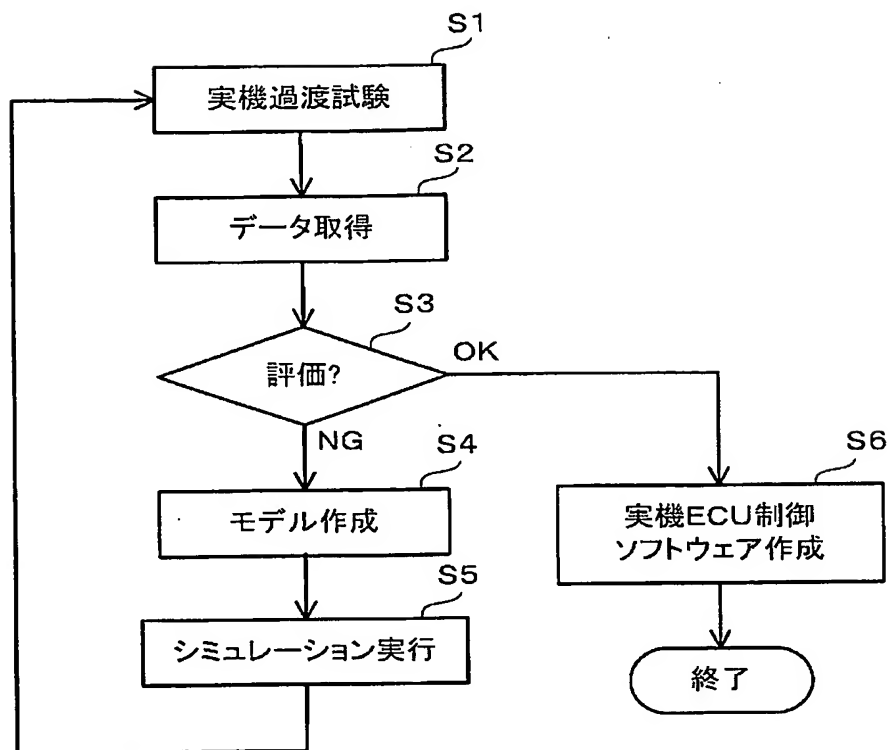 S1
実機過渡試験
S2
データ取得
S3
評価?
OK
NG
S4
モデル作成
S5
シミュレーション実行
S6
実機ECU制御
ソフトウェア作成
終了